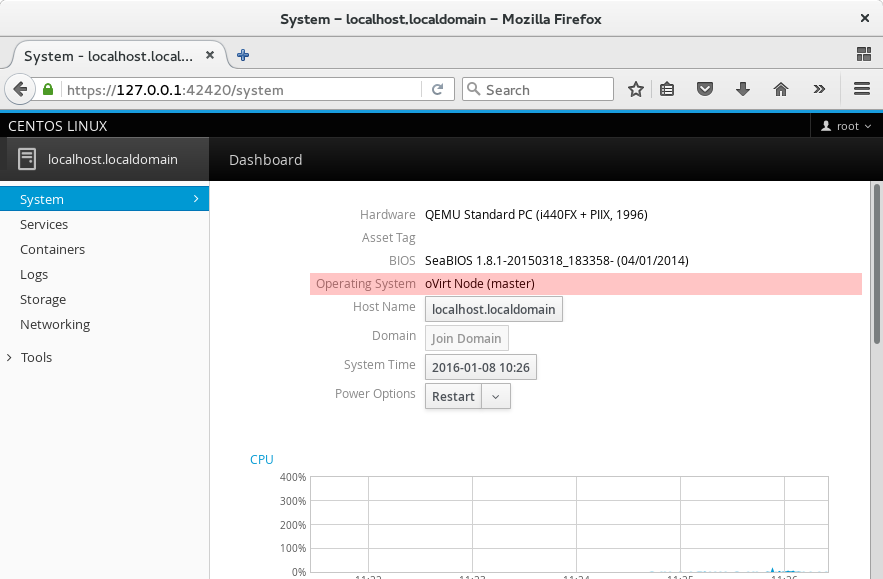 System – localhost.localdomain – Mozilla Firefox
System - localhost.local...
https://127.0.0.1:42420/system
Search
CENTOS LINUX
root
localhost.localdomain
Dashboard
System
Services
Containers
Logs
Storage
Networking
Tools
Hardware QEMU Standard PC (i440FX + PIIX, 1996)
Asset Tag
BIOS SeaBIOS 1.8.1-20150318_183358- (04/01/2014)
Operating System oVirt Node (master)
Host Name localhost.localdomain
Domain Join Domain
System Time 2016-01-08 10:26
Power Options Restart
CPU
400%
300%
200%
100%
0%